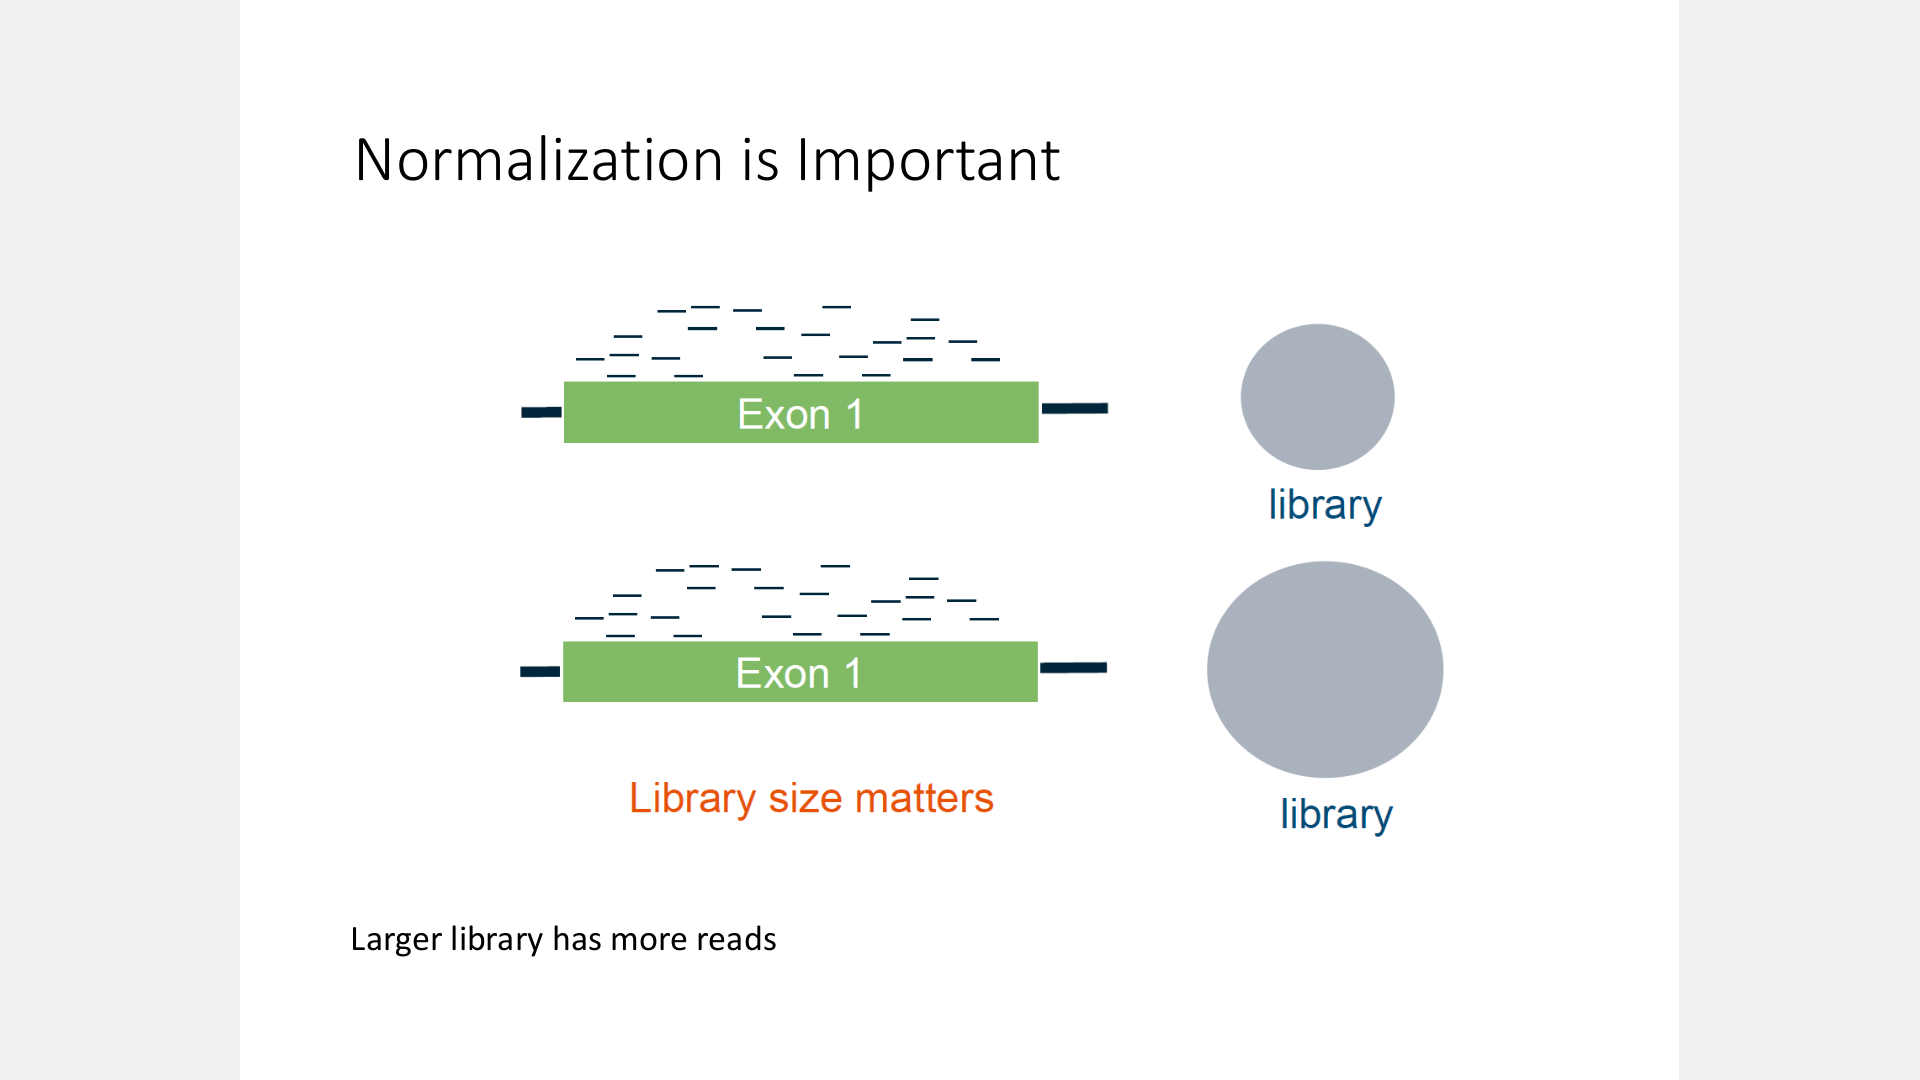 Normalization is Important
Exon 1
library
Exon 1
Library size matters
library
Larger library has more reads